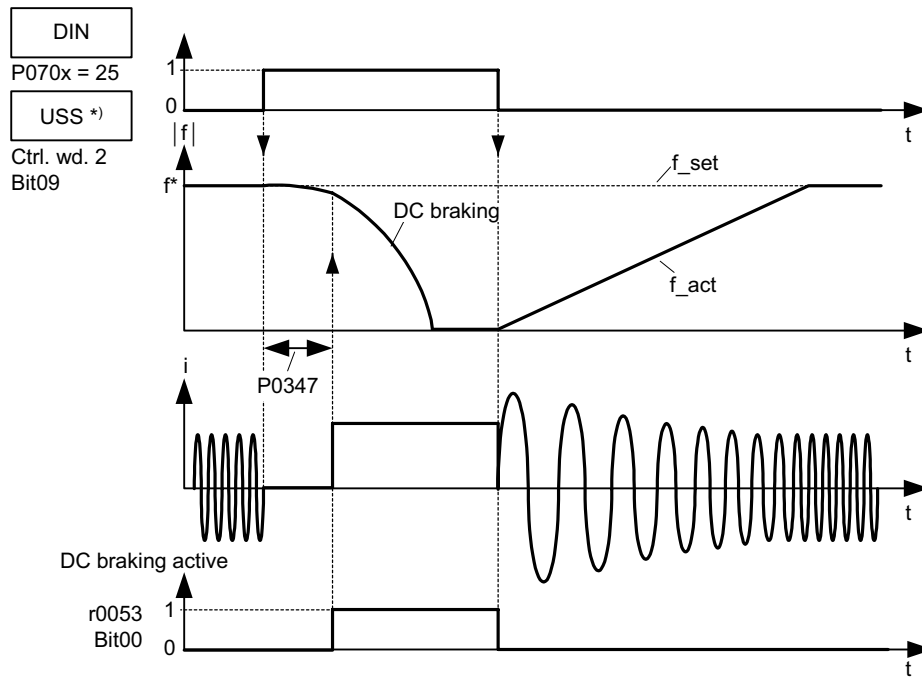 DIN
P070x = 25
USS *)
Ctrl. wd. 2
Bit09
1
0
t
|f|
f*
f_set
DC braking
f_act
t
P0347
i
t
DC braking active
r0053
Bit00
1
0
t